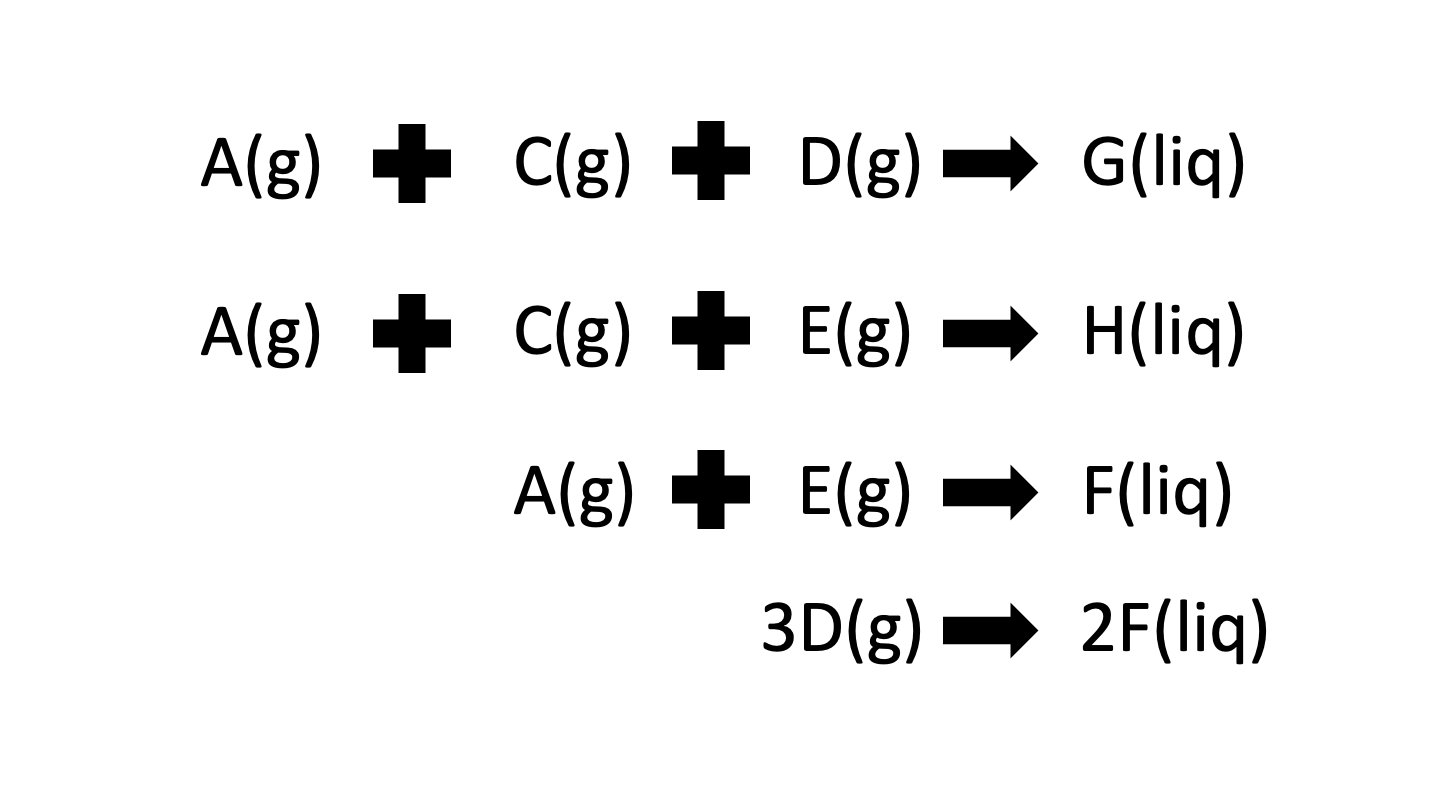 A(g) + C(g) + D(g) → G(liq)
A(g) + C(g) + E(g) → H(liq)
A(g) + E(g) → F(liq)
3D(g) → 2F(liq)